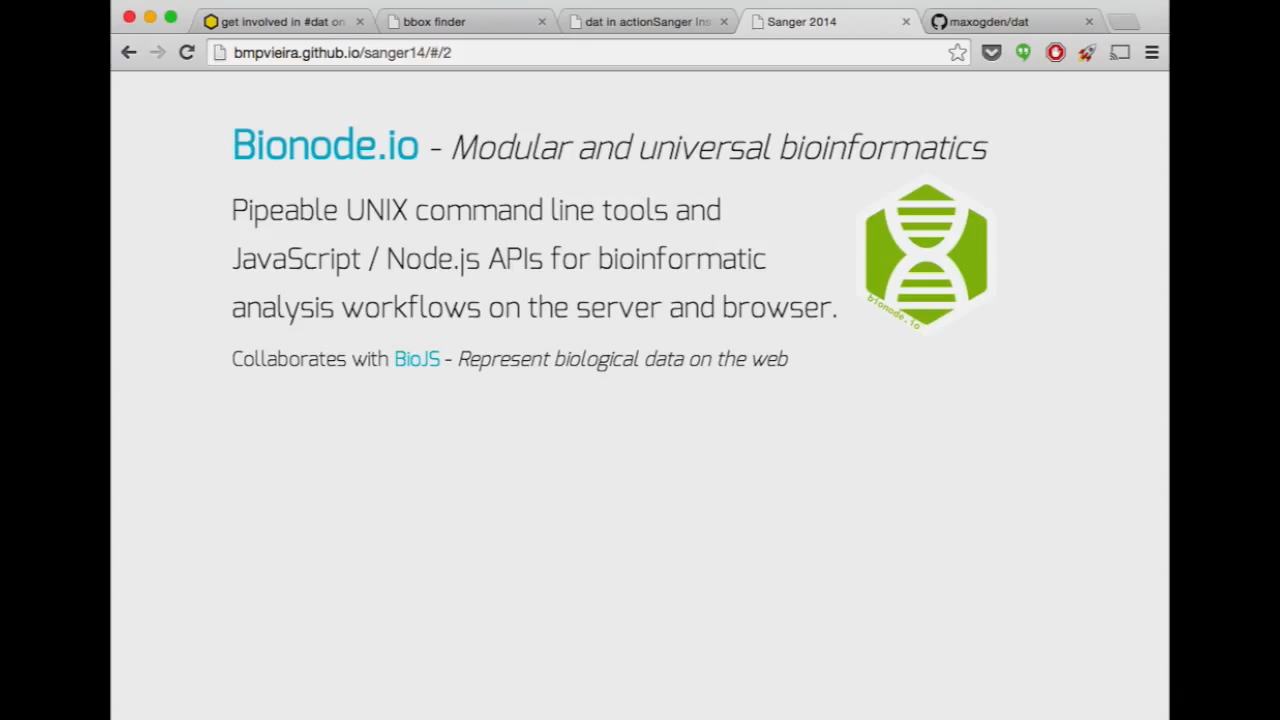 get involved in #dat on
bbox finder
dat in actionSanger Ins
Sanger 2014
maxogden/dat
bmpvieira.github.io/sanger14/#/2
Bionode.io - Modular and universal bioinformatics
Pipeable UNIX command line tools and
JavaScript / Node.js APIs for bioinformatic
analysis workflows on the server and browser.
bionode.io
Collaborates with BioJS - Represent biological data on the web